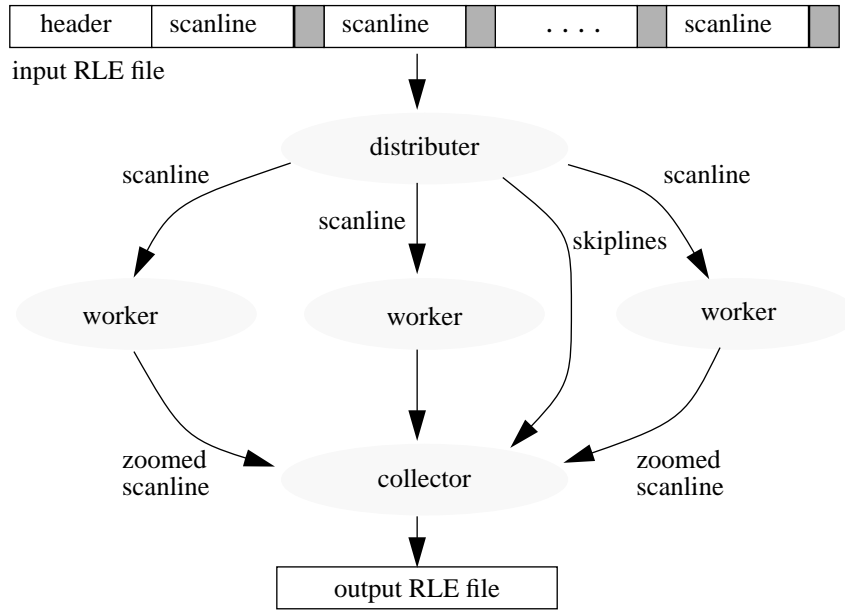 header scanline scanline . . . . scanline
input RLE file
distributer
scanline
scanline
scanline
skiplines
worker
worker
worker
zoomed
scanline
collector
zoomed
scanline
output RLE file